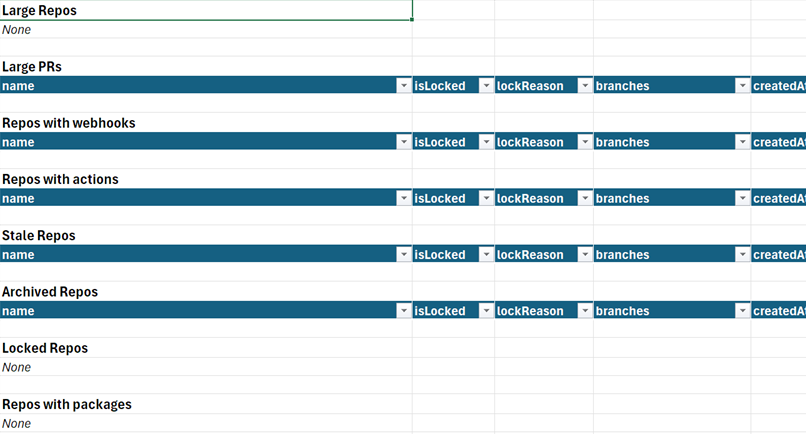 Large Repos
None
Large PRs
name isLocked lockReason branches createdAt
Repos with webhooks
name isLocked lockReason branches createdAt
Repos with actions
name isLocked lockReason branches createdAt
Stale Repos
name isLocked lockReason branches createdAt
Archived Repos
name isLocked lockReason branches createdAt
Locked Repos
None
Repos with packages
None